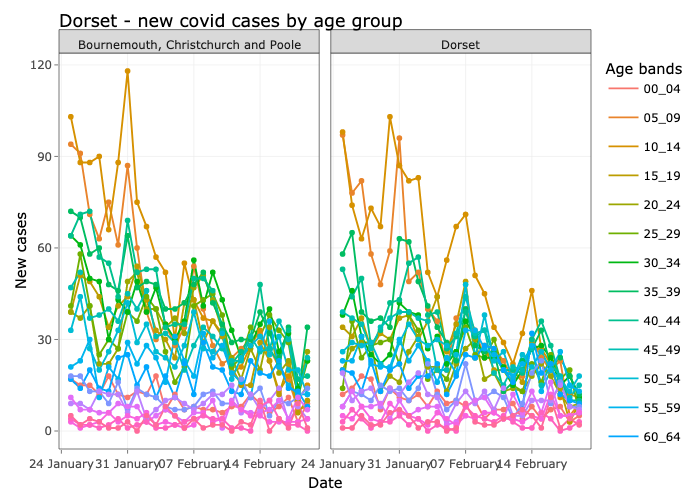 Dorset - new covid cases by age group
Bournemouth, Christchurch and Poole
Dorset
120
90
60
30
0
New cases
24 January
31 January
07 February
14 February
24 January
31 January
07 February
14 February
Date
Age bands
00_04
05_09
10_14
15_19
20_24
25_29
30_34
35_39
40_44
45_49
50_54
55_59
60_64